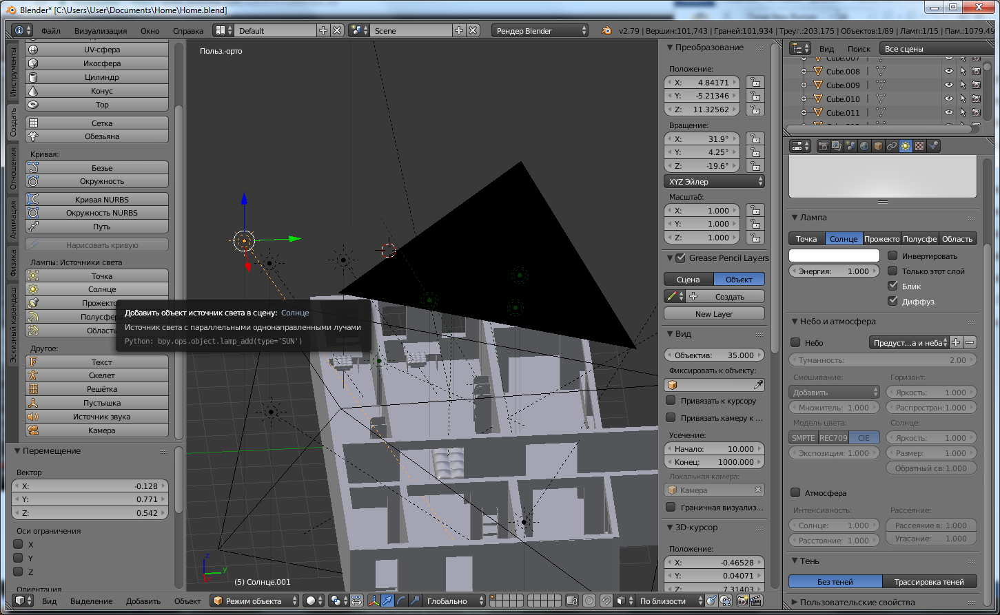 Blender* [C:\Users\User\Documents\Home\Home.blend]
Файл Визуализация Окно Справка Default Scene Рендер Blender v2.79 | Вершин:101,743 | Граней:101,934 | Треуг.:203,175 | Объектов:1/89 | Ламп:1/15 | Пам.:1079.49
Инструменты
Создать
Отношения
Анимация
Физика
Эскизный карандаш
UV-сфера
Икосфера
Цилиндр
Конус
Тор
Сетка
Обезьяна
Кривая:
Безье
Окружность
Кривая NURBS
Окружность NURBS
Путь
Нарисовать кривую
Лампы: Источники света
Точка
Солнце
Прожектор
Полусфер
Област
Другое:
Текст
Скелет
Решётка
Пустышка
Источник звука
Камера
Добавить объект источник света в сцену: Солнце
Источник света с параллельными однонаправленными лучами
Python: bpy.ops.object.lamp_add(type='SUN')
Перемещение
Вектор
X: -0.128
Y: 0.771
Z: 0.542
Оси ограничения
X
Y
Z
Ориентация
Польз.-орто
z
y
(5) Солнце.001
Вид Выделение Добавить Объект Режим объекта Глобально По близости
Преобразование
Положение:
X: 4.84171
Y: -5.21346
Z: 11.32562
Вращение:
X: 31.9°
Y: 4.25°
Z: -19.6°
XYZ Эйлер
Масштаб:
X: 1.000
Y: 1.000
Z: 1.000
Grease Pencil Layers
Сцена Объект
Создать
New Layer
Вид
Объектив: 35.000
Фиксировать к объекту:
Привязать к курсору
Привязать камеру к ...
Усечение:
Начало: 10.000
Конец: 1000.000
Локальная камера:
Камера
Граничная визуализ...
3D-курсор
Положение:
X: -0.46528
Y: 0.04071
Z: 7.31403
Вид Поиск Все сцены
Cube.007
Cube.008
Cube.009
Cube.010
Cube.011
Лампа
Точка Солнце Прожекто Полусфе Область
Энергия: 1.000
Инвертировать
Только этот слой
Блик
Диффуз.
Небо и атмосфера
Небо Предуст...а и неба
Туманность: 2.00
Смешивание: Горизонт:
Добавить Яркость: 1.000
Множитель: 1.000 Распростран: 1.000
Модель цвета: Солнце:
SMPTE REC709 CIE Яркость: 1.000
Экспозиция: 1.000 Размер: 1.000
Обратный св: 1.000
Атмосфера
Интенсивность: Рассеяние:
Солнце: 1.000 Рассеяние в: 1.000
Расстояние: 1.000 Угасание: 1.000
Тень
Без теней Трассировка теней
Пользовательские свойства